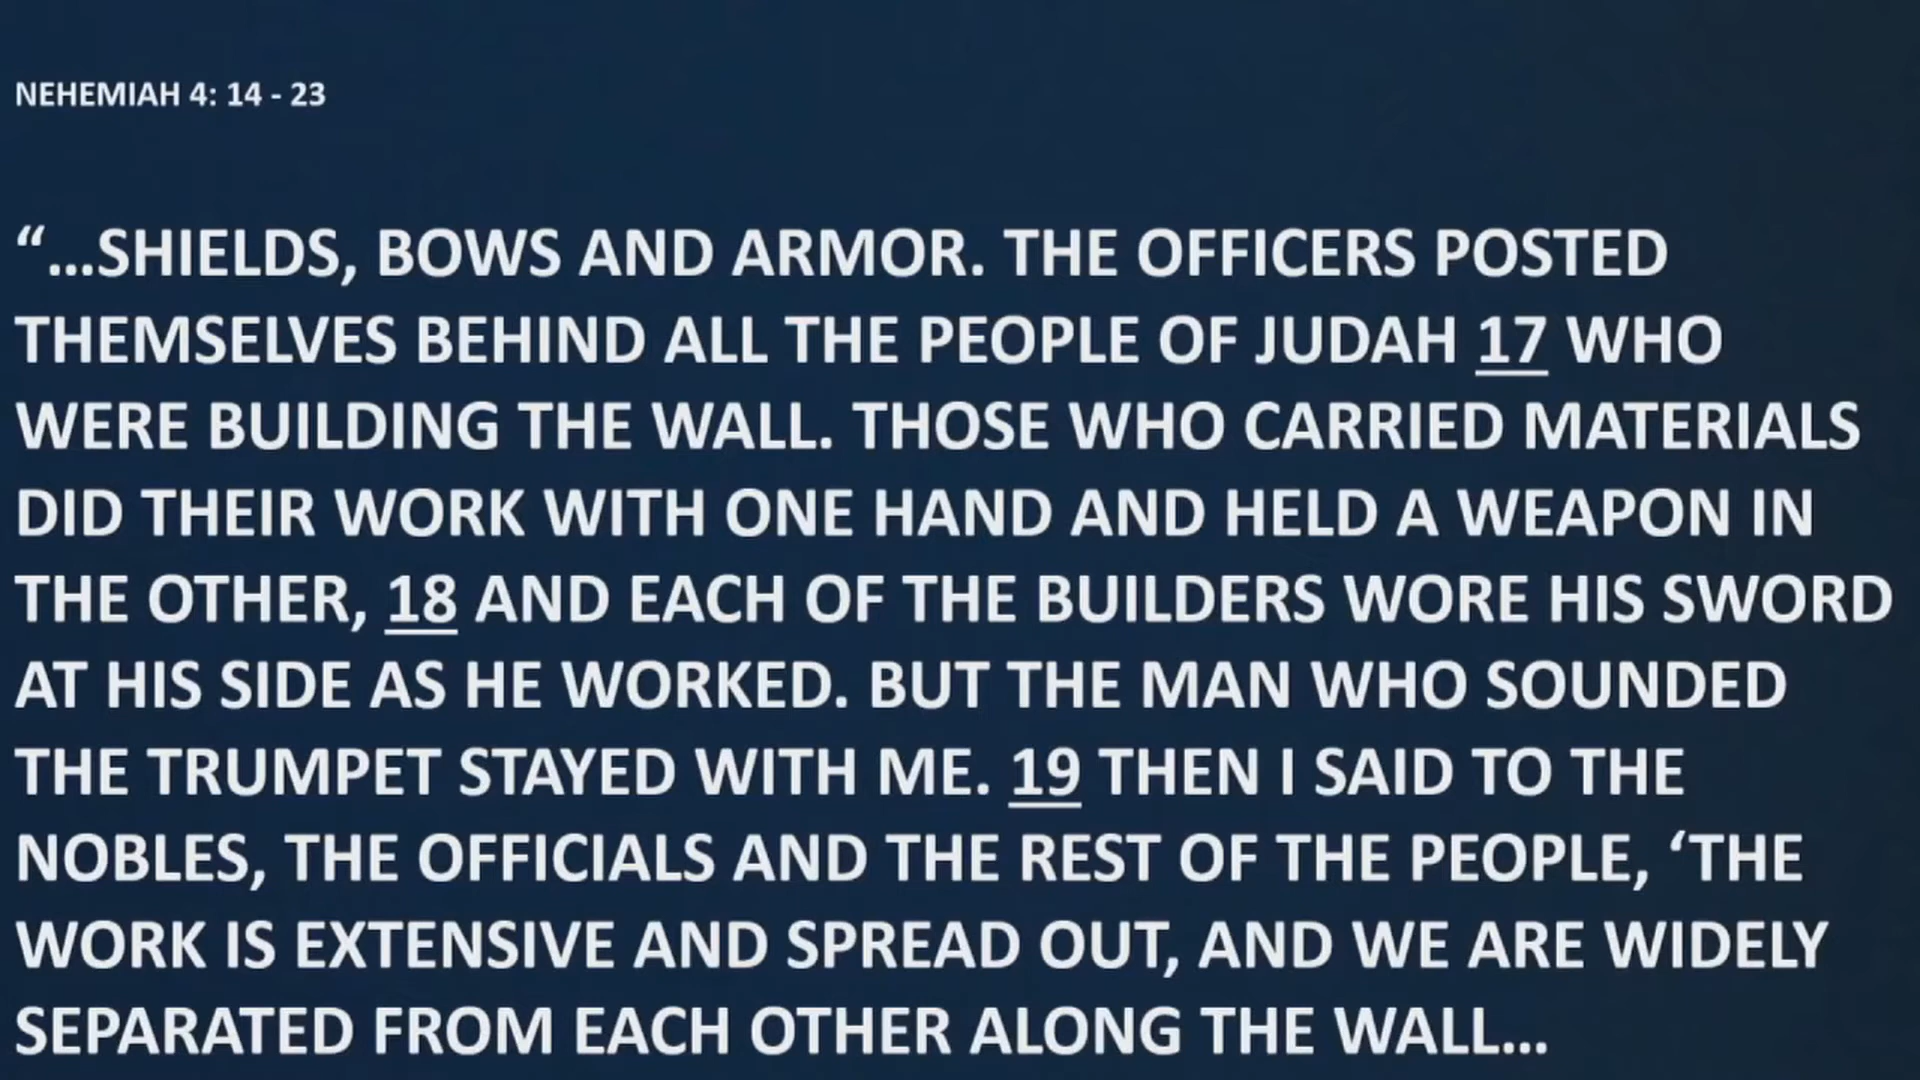 NEHEMIAH 4: 14 - 23
“...SHIELDS, BOWS AND ARMOR. THE OFFICERS POSTED
THEMSELVES BEHIND ALL THE PEOPLE OF JUDAH 17 WHO
WERE BUILDING THE WALL. THOSE WHO CARRIED MATERIALS
DID THEIR WORK WITH ONE HAND AND HELD A WEAPON IN
THE OTHER, 18 AND EACH OF THE BUILDERS WORE HIS SWORD
AT HIS SIDE AS HE WORKED. BUT THE MAN WHO SOUNDED
THE TRUMPET STAYED WITH ME. 19 THEN I SAID TO THE
NOBLES, THE OFFICIALS AND THE REST OF THE PEOPLE, ‘THE
WORK IS EXTENSIVE AND SPREAD OUT, AND WE ARE WIDELY
SEPARATED FROM EACH OTHER ALONG THE WALL...